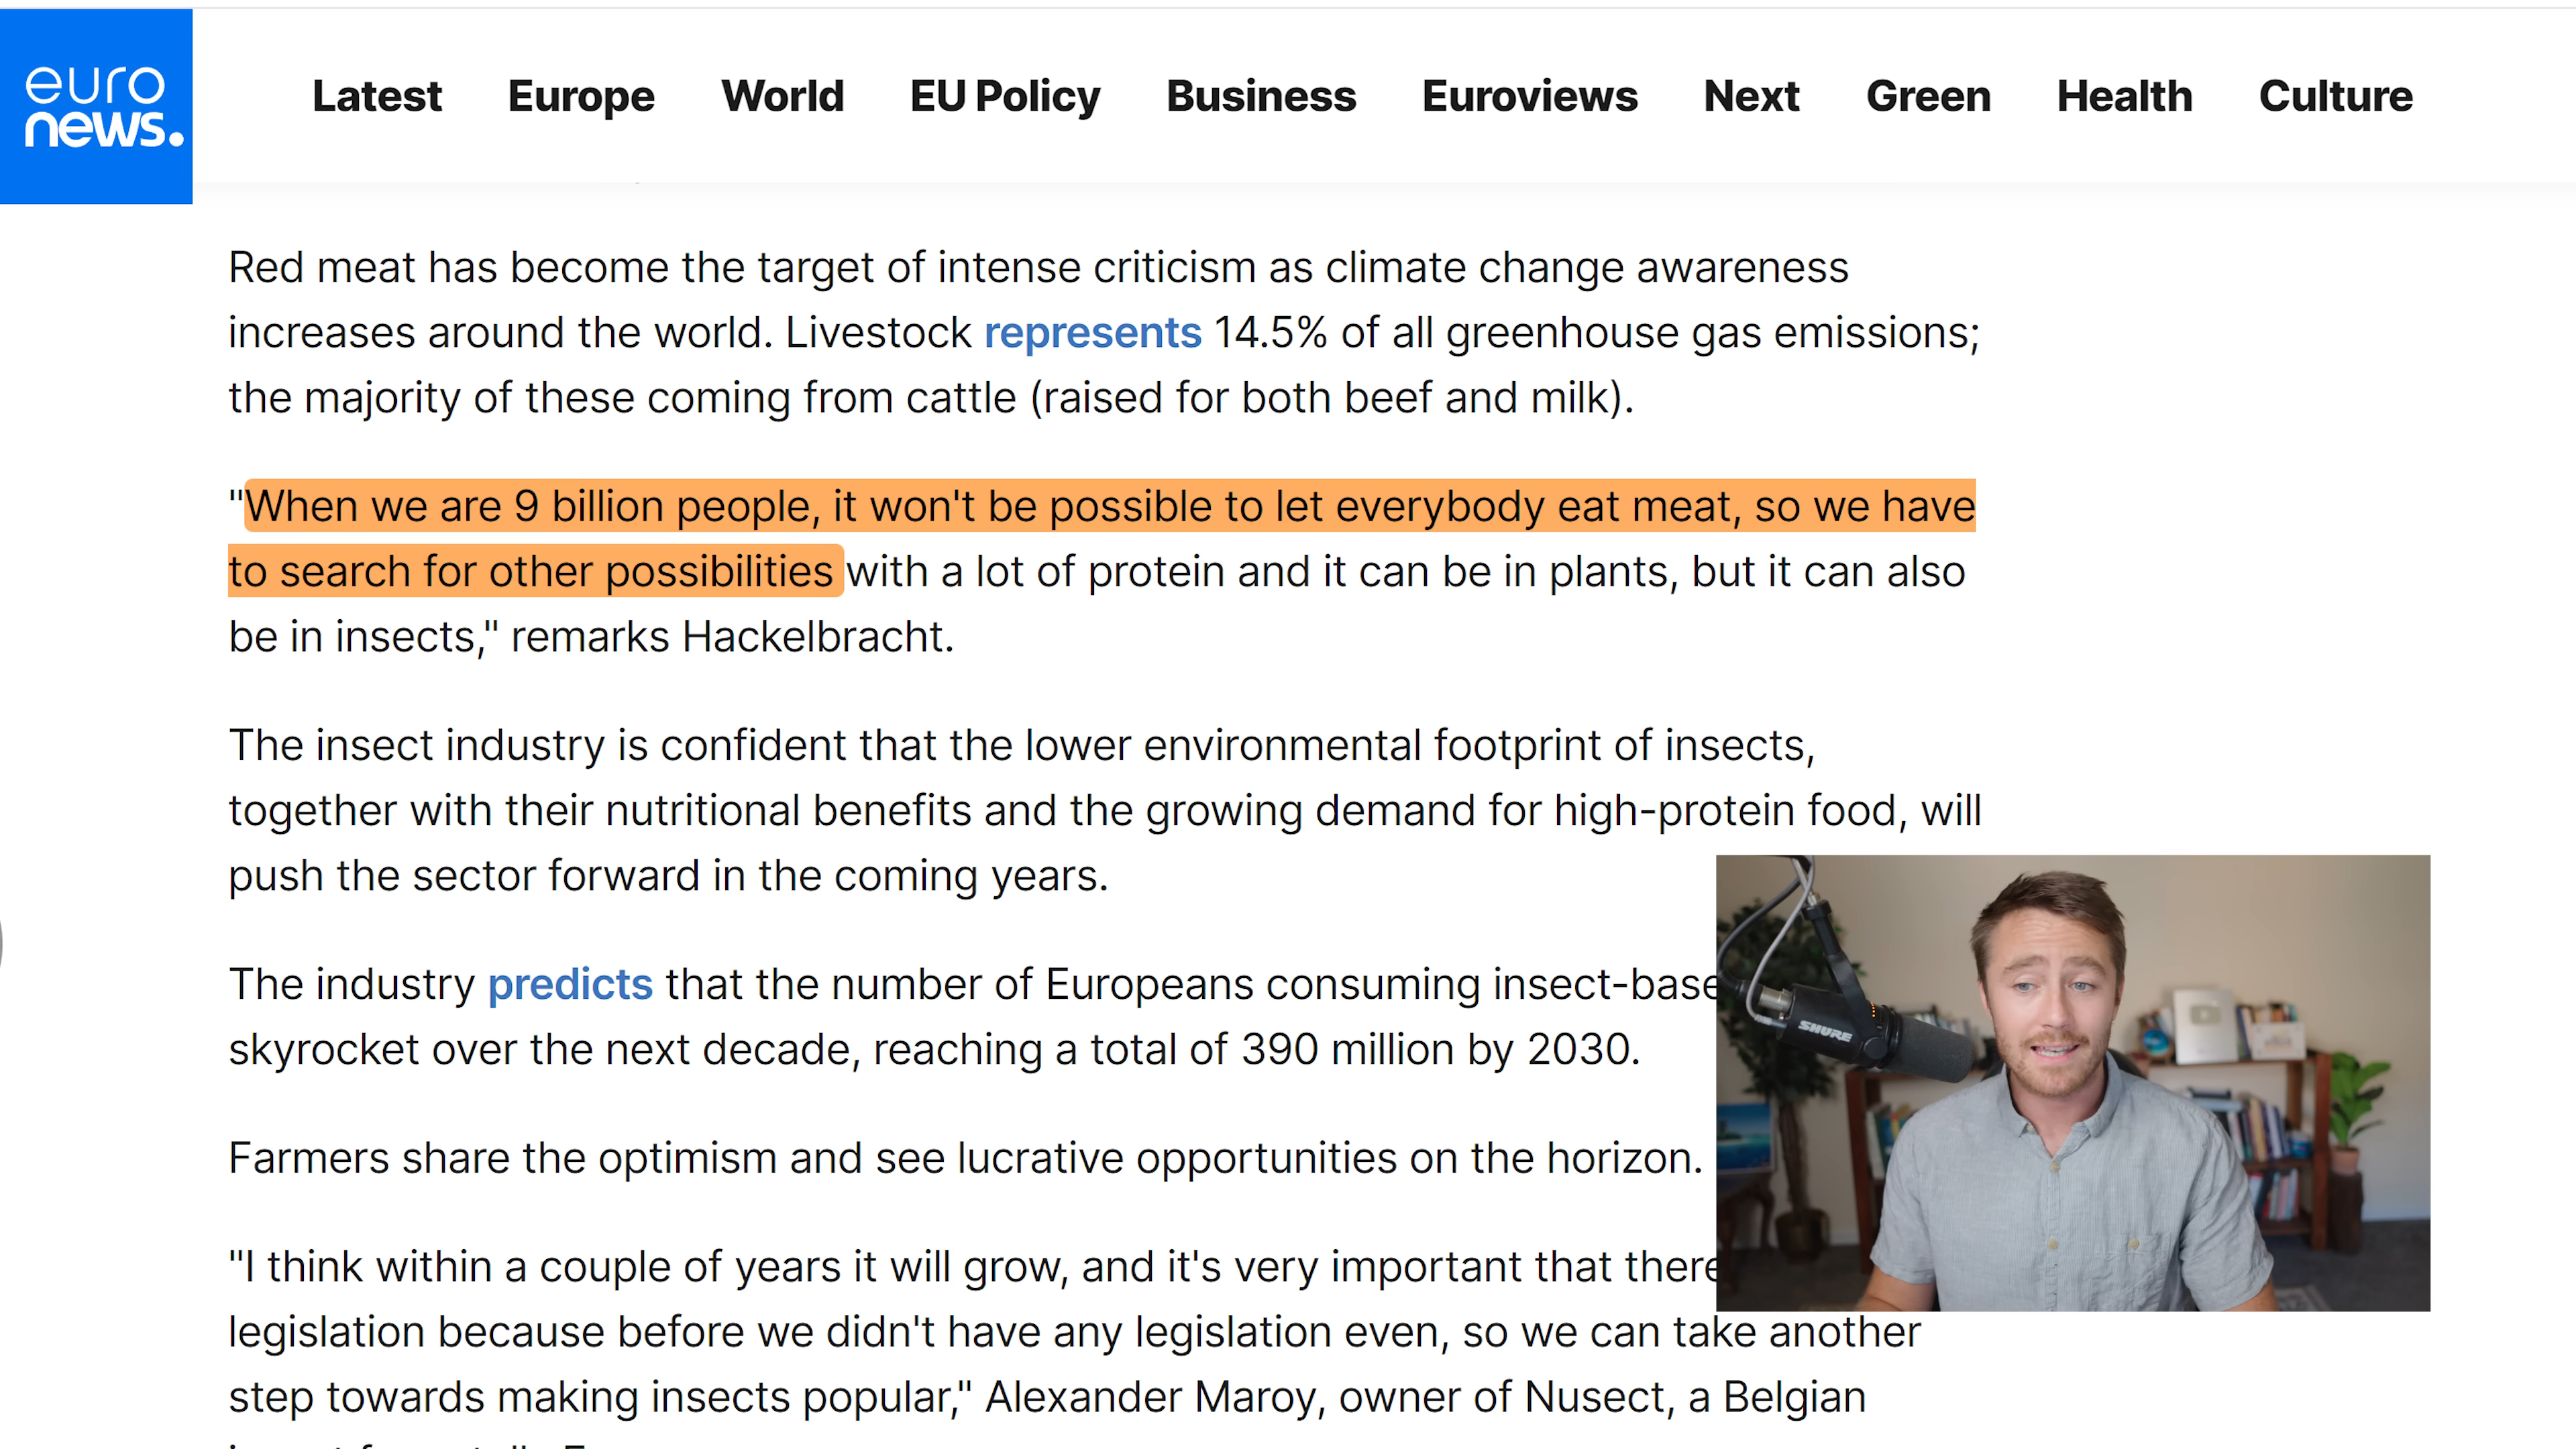 euro
news.
Latest Europe World EU Policy Business Euroviews Next Green Health Culture
Red meat has become the target of intense criticism as climate change awareness
increases around the world. Livestock represents 14.5% of all greenhouse gas emissions;
the majority of these coming from cattle (raised for both beef and milk).
"When we are 9 billion people, it won't be possible to let everybody eat meat, so we have
to search for other possibilities with a lot of protein and it can be in plants, but it can also
be in insects," remarks Hackelbracht.
The insect industry is confident that the lower environmental footprint of insects,
together with their nutritional benefits and the growing demand for high-protein food, will
push the sector forward in the coming years.
The industry predicts that the number of Europeans consuming insect-base
skyrocket over the next decade, reaching a total of 390 million by 2030.
Farmers share the optimism and see lucrative opportunities on the horizon.
"I think within a couple of years it will grow, and it's very important that there
legislation because before we didn't have any legislation even, so we can take another
step towards making insects popular," Alexander Maroy, owner of Nusect, a Belgian
SHURE